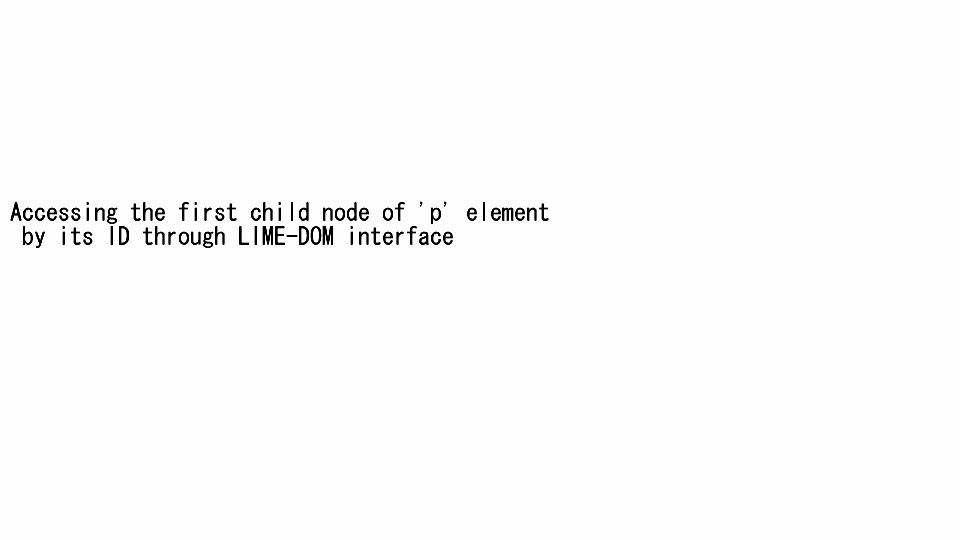 Accessing the first child node of 'p' element
by its ID through LIME-DOM interface